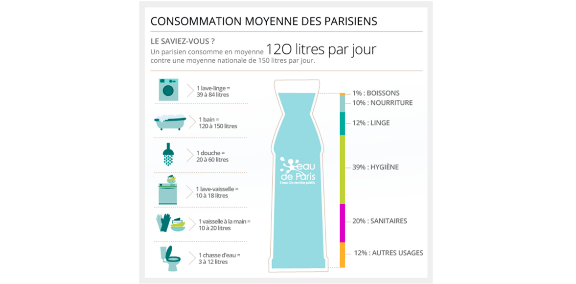 CONSOMMATION MOYENNE DES PARISIENS
LE SAVIEZ-VOUS ?
Un parisien consomme en moyenne 120 litres par jour
contre une moyenne nationale de 150 litres par jour.
1 lave-linge =
39 à 84 litres
1 bain =
120 à 150 litres
1 douche =
20 à 60 litres
1 lave-vaisselle =
10 à 18 litres
1 vaisselle à la main =
10 à 20 litres
1 chasse d'eau =
3 à 12 litres
eau
de Paris
1% : BOISSONS
10% : NOURRITURE
12% : LINGE
39% : HYGIÈNE
20% : SANITAIRES
12% : AUTRES USAGES